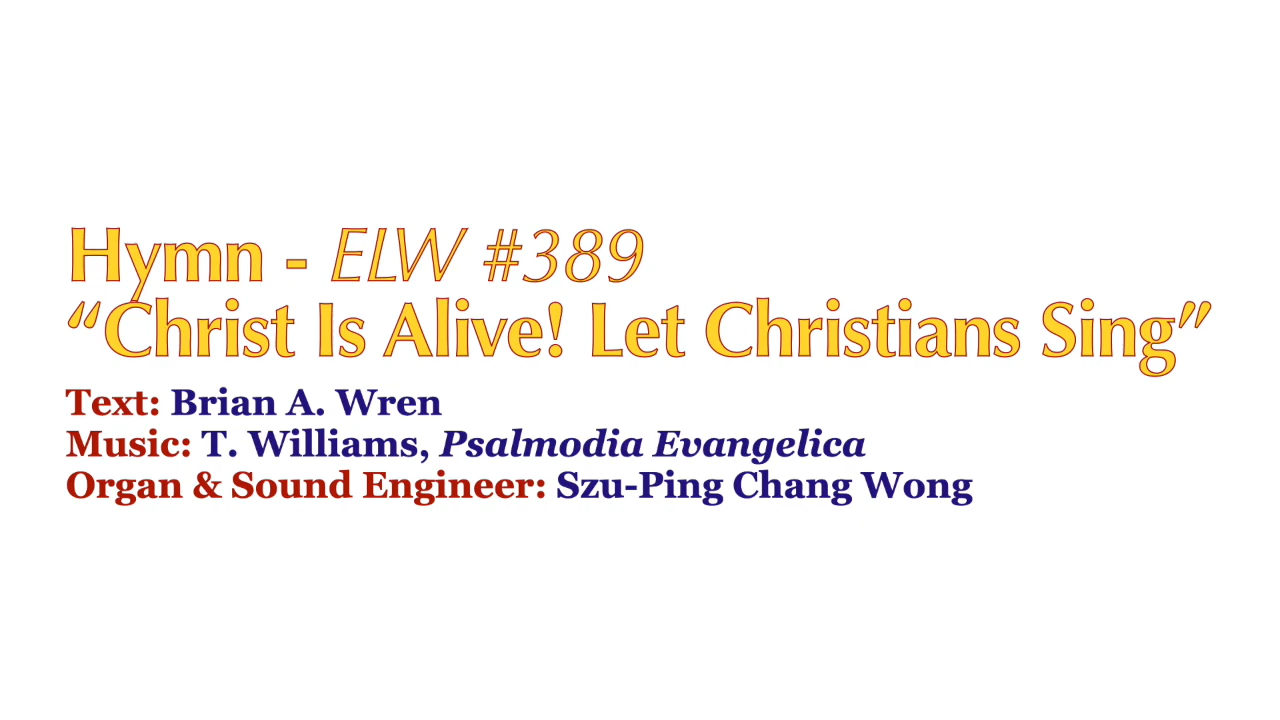 Hymn - ELW #389
“Christ Is Alive! Let Christians Sing”
Text: Brian A. Wren
Music: T. Williams, Psalmodia Evangelica
Organ & Sound Engineer: Szu-Ping Chang Wong